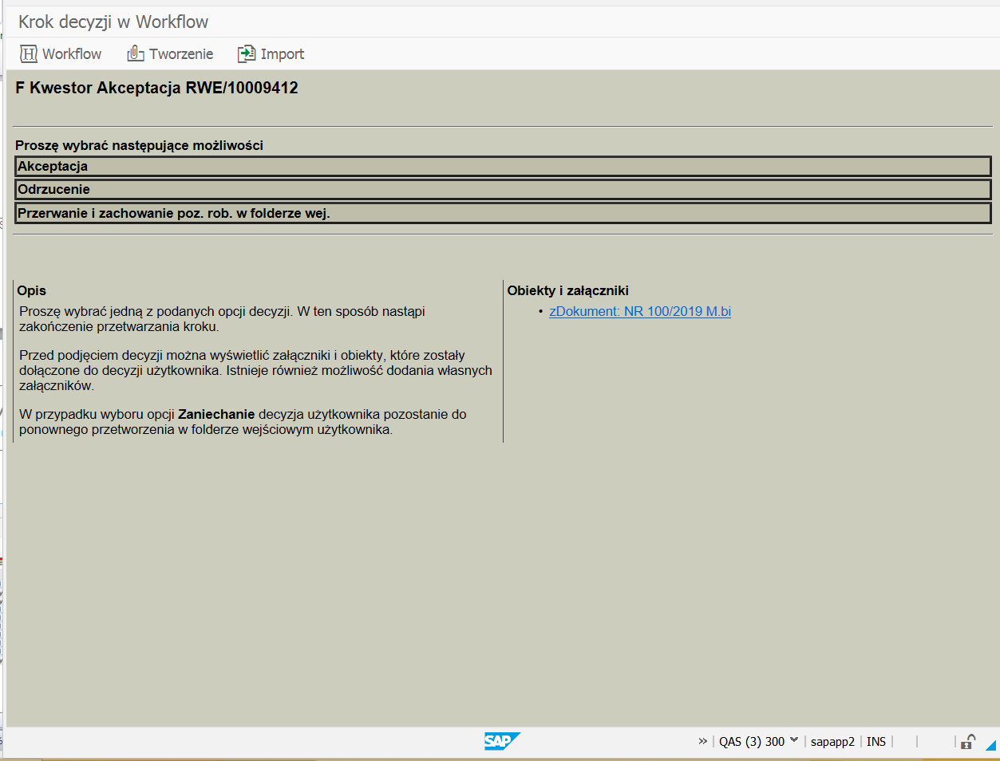 Krok decyzji w Workflow
Workflow Tworzenie Import
F Kwestor Akceptacja RWE/10009412
Proszę wybrać następujące możliwości
Akceptacja
Odrzucenie
Przerwanie i zachowanie poz. rob. w folderze wej.
Opis
Proszę wybrać jedną z podanych opcji decyzji. W ten sposób nastąpi
zakończenie przetwarzania kroku.
Przed podjęciem decyzji można wyświetlić załączniki i obiekty, które zostały
dołączone do decyzji użytkownika. Istnieje również możliwość dodania własnych
załączników.
W przypadku wyboru opcji Zaniechanie decyzja użytkownika pozostanie do
ponownego przetworzenia w folderze wejściowym użytkownika.
Obiekty i załączniki
• zDokument: NR 100/2019 M.bi
SAP
» QAS (3) 300 sapapp2 INS